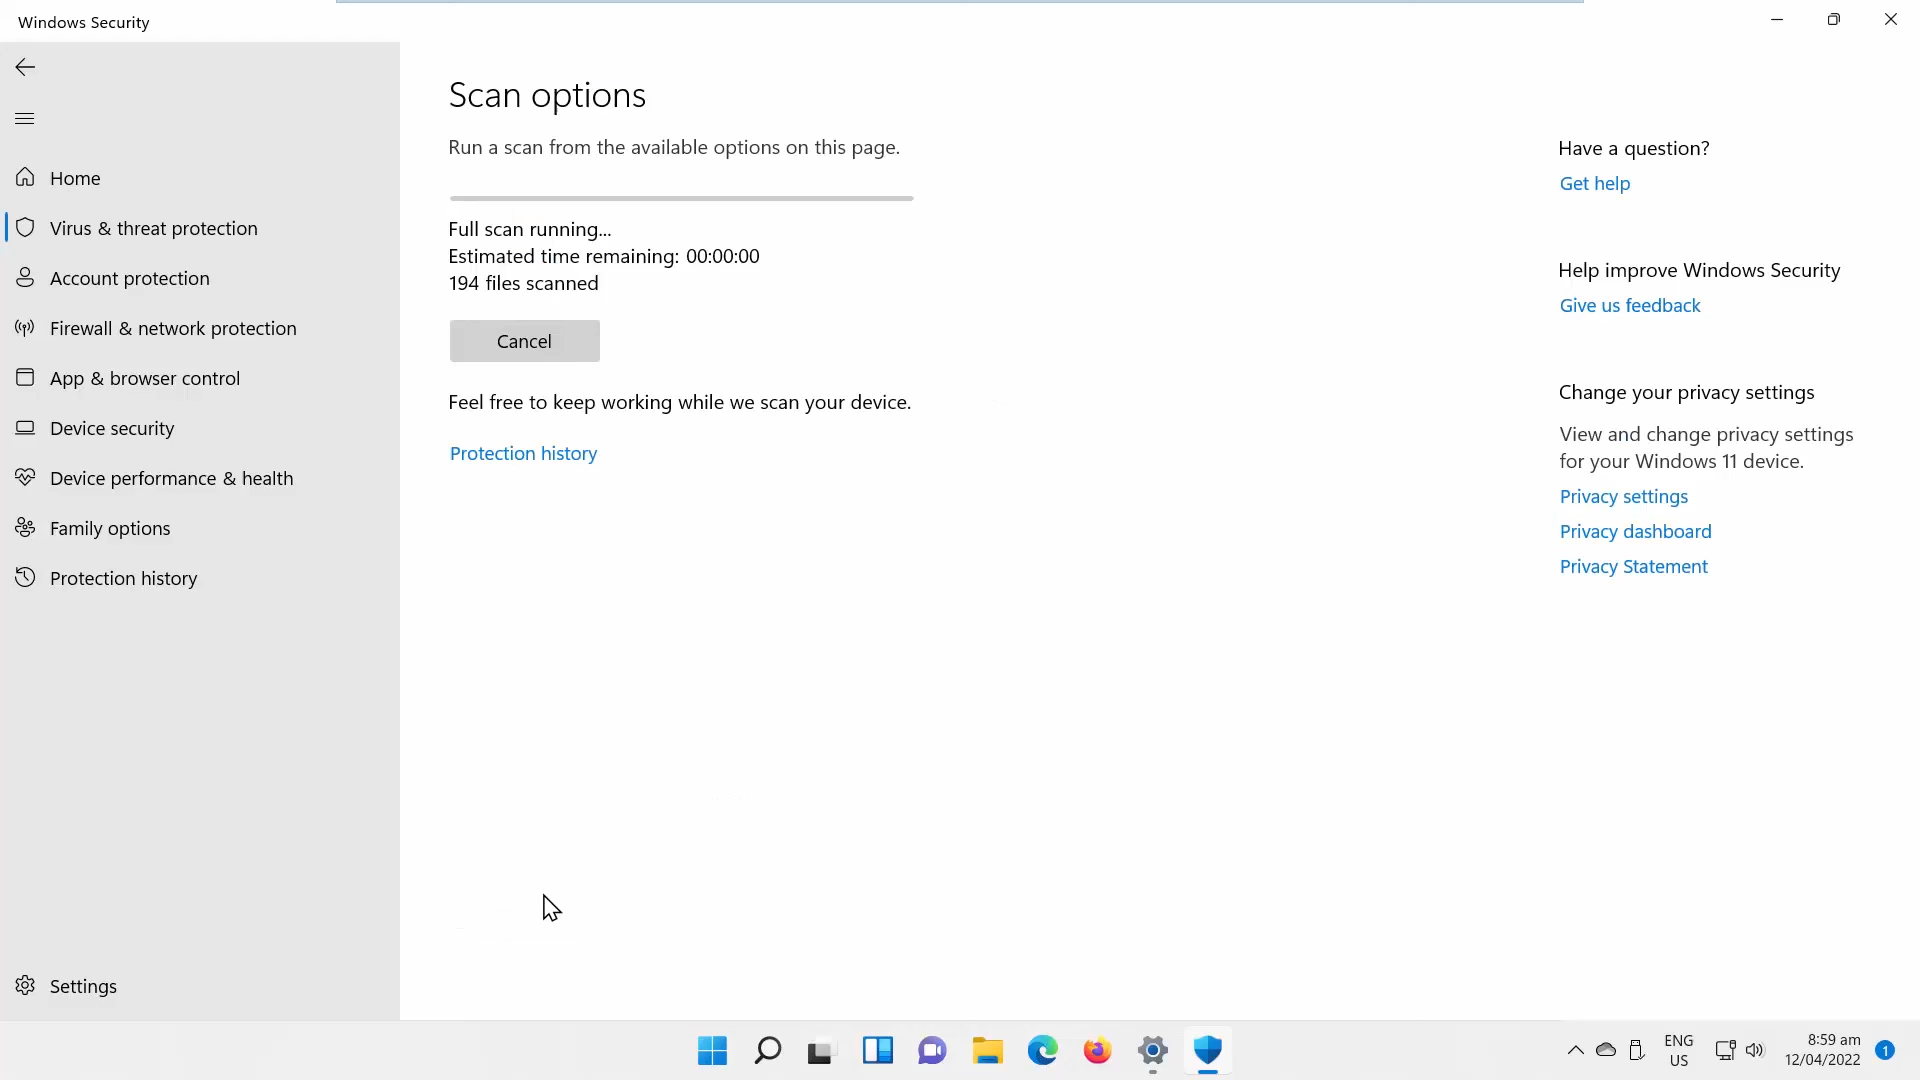 Windows Security
Home
Virus & threat protection
Account protection
Firewall & network protection
App & browser control
Device security
Device performance & health
Family options
Protection history
Settings
Scan options
Run a scan from the available options on this page.
Full scan running...
Estimated time remaining: 00:00:00
194 files scanned
Cancel
Feel free to keep working while we scan your device.
Protection history
Have a question?
Get help
Help improve Windows Security
Give us feedback
Change your privacy settings
View and change privacy settings
for your Windows 11 device.
Privacy settings
Privacy dashboard
Privacy Statement
ENG
US
8:59 am
12/04/2022
1